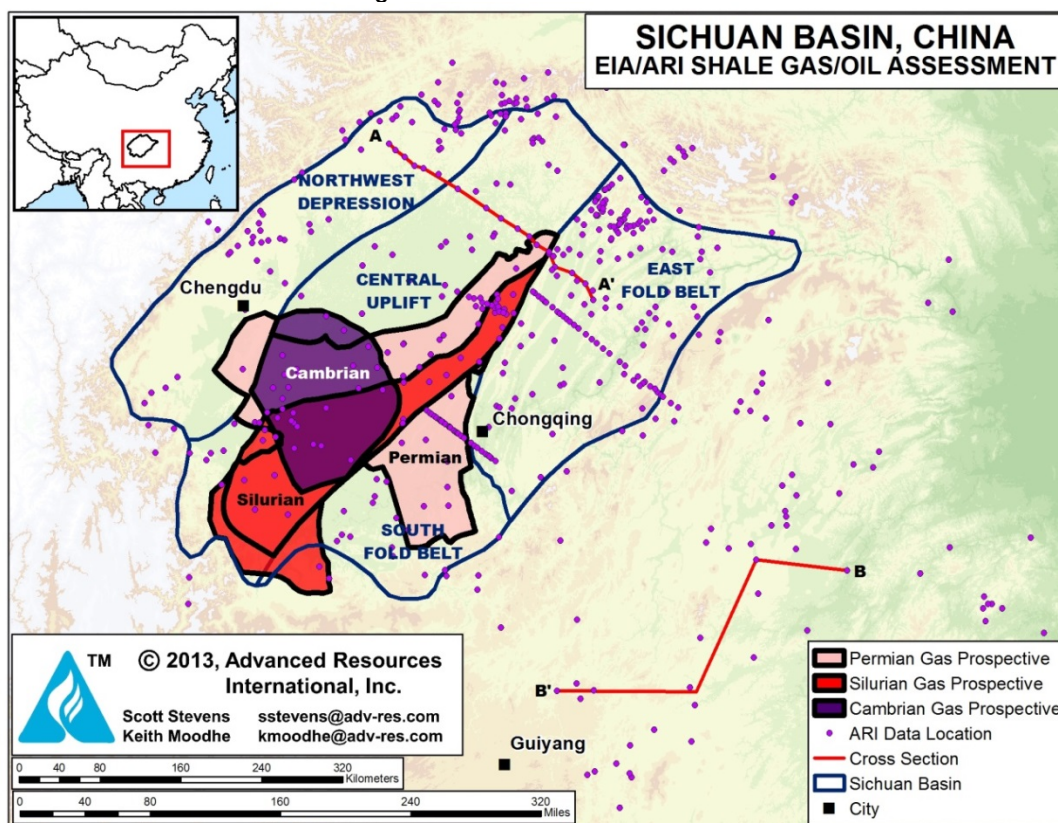 SICHUAN BASIN, CHINA
EIA/ARI SHALE GAS/OIL ASSESSMENT
A
NORTHWEST
DEPRESSION
CENTRAL
UPLIFT
EAST
FOLD BELT
A'
Chengdu
Cambrian
Chongqing
Permian
Silurian
SOUTH
FOLD BELT
B
B'
Guiyang
TM
© 2013, Advanced Resources
International, Inc.
Scott Stevens sstevens@adv-res.com
Keith Moodhe kmoodhe@adv-res.com
0 20 40 80 120 160 240 320
Kilometers
0 20 40 80 160 240 320
Miles
Permian Gas Prospective
Silurian Gas Prospective
Cambrian Gas Prospective
ARI Data Location
Cross Section
Sichuan Basin
City